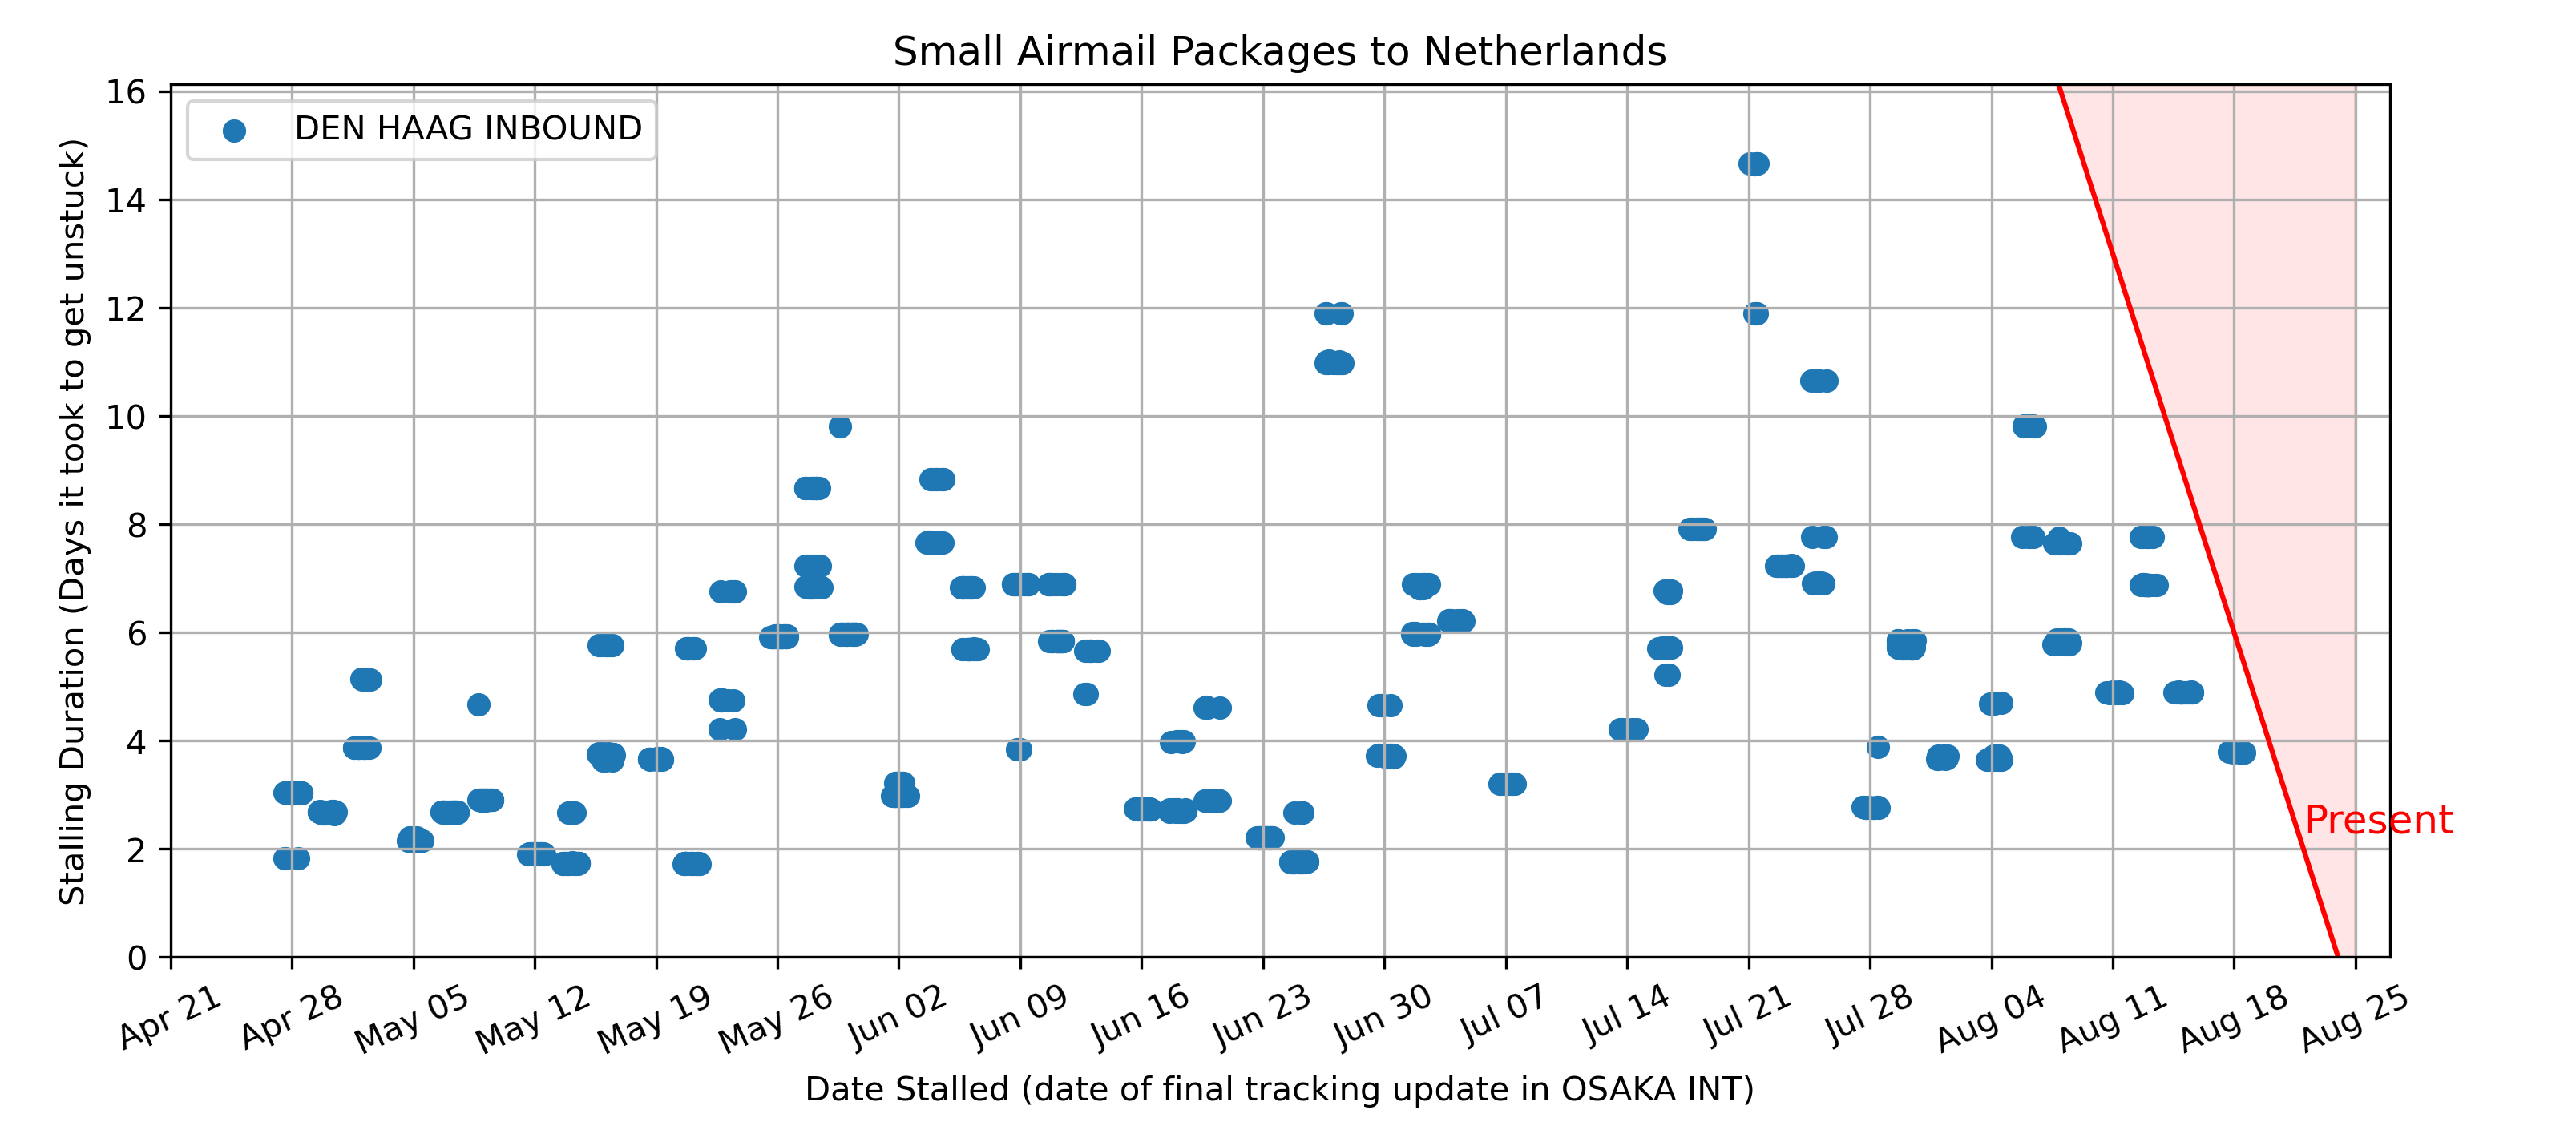 Small Airmail Packages to Netherlands
DEN HAAG INBOUND
Stalling Duration (Days it took to get unstuck)
16
14
12
10
8
6
4
2
0
Present
Apr 21
Apr 28
May 05
May 12
May 19
May 26
Jun 02
Jun 09
Jun 16
Jun 23
Jun 30
Jul 07
Jul 14
Jul 21
Jul 28
Aug 04
Aug 11
Aug 18
Aug 25
Date Stalled (date of final tracking update in OSAKA INT)